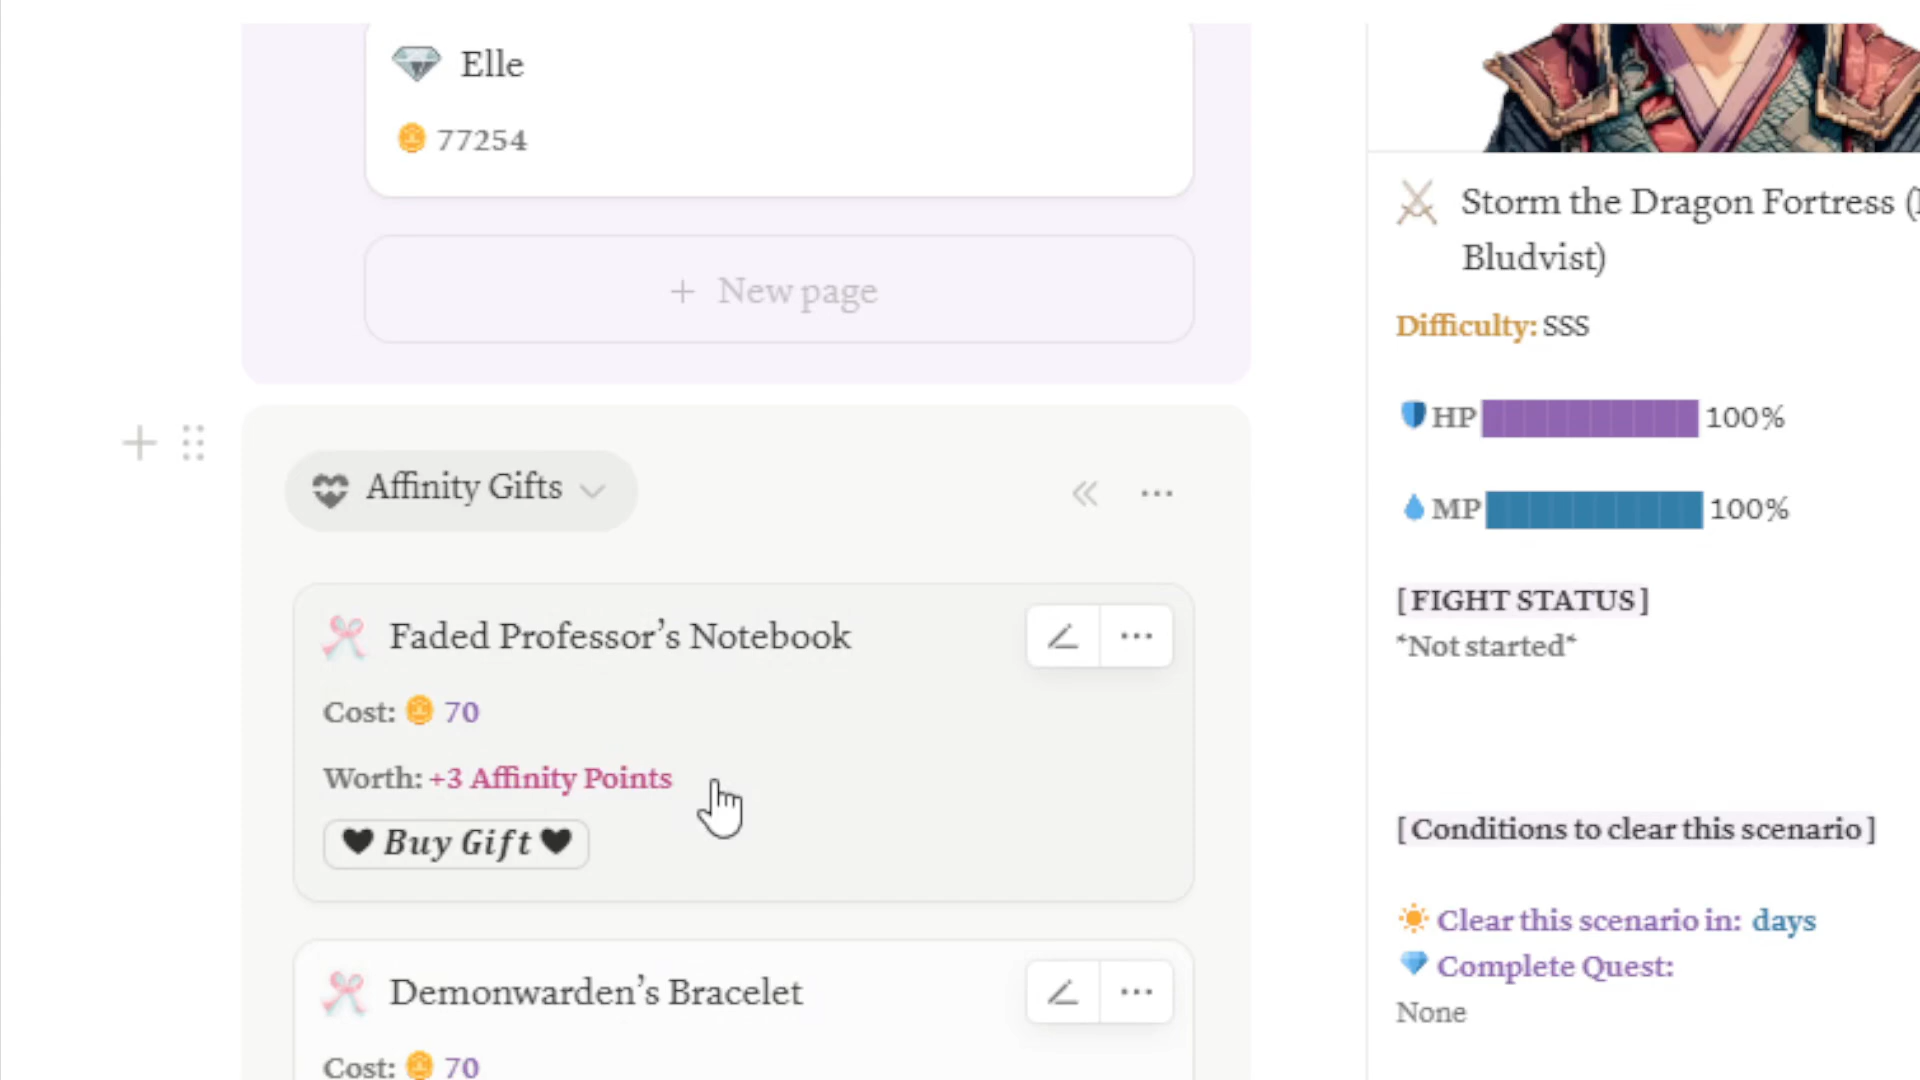 Elle
77254
+ New page
Affinity Gifts
Faded Professor's Notebook
Cost: 70
Worth: +3 Affinity Points
♥ Buy Gift ♥
Demonwarden's Bracelet
Cost: 70
Storm the Dragon Fortress (
Bludvist)
Difficulty: SSS
HP 100%
MP 100%
[FIGHT STATUS]
*Not started*
[Conditions to clear this scenario]
Clear this scenario in: days
Complete Quest:
None